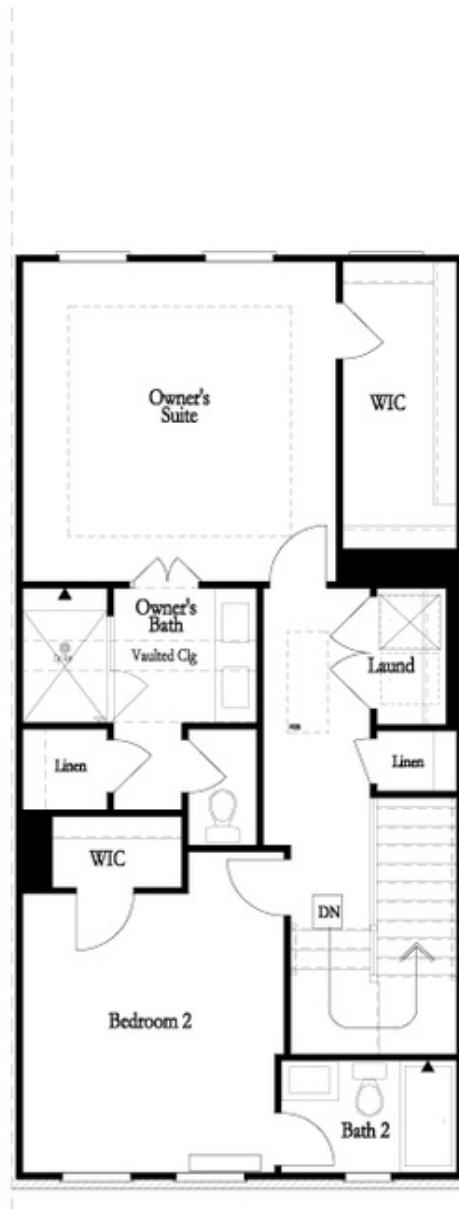 Owner's
Suite
WIC
Owner's
Bath
Vaulted Clg
Laund
Linen
Linen
WIC
DN
Bedroom 2
Bath 2